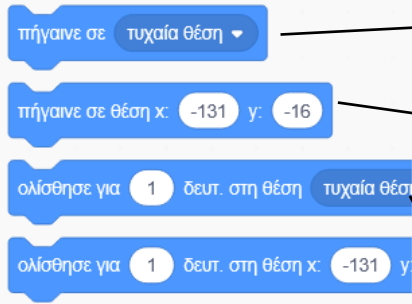 πήγαινε σε τυχαία θέση
πήγαινε σε θέση x: -131 y: -16
ολίσθησε για 1 δευτ. στη θέση τυχαία θέση
ολίσθησε για 1 δευτ. στη θέση x: -131 y: